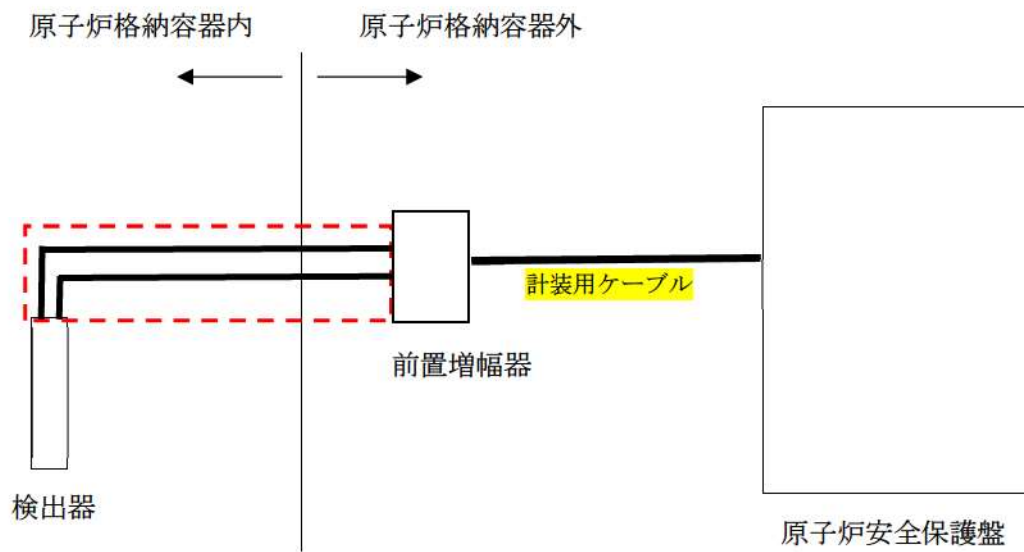 原子炉格納容器内
原子炉格納容器外
計装用ケーブル
前置増幅器
検出器
原子炉安全保護盤